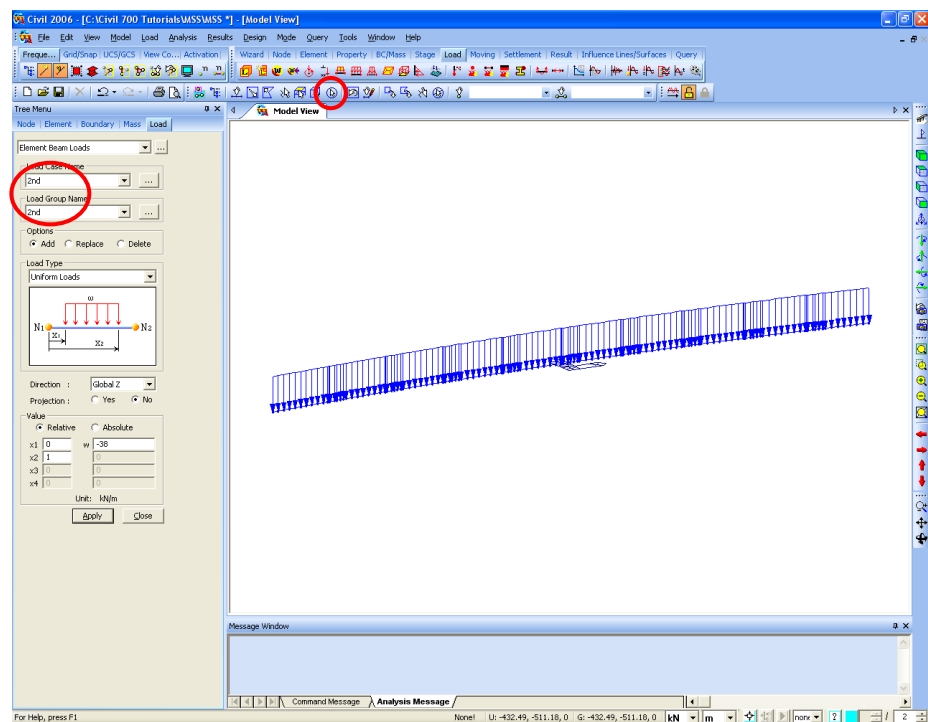 Civil 2006 - [C:\Civil 700 Tutorials\MSS\MSS *] - [Model View]
File Edit View Model Load Analysis Results Design Mode Query Tools Window Help
Freque... Grid/Snap UCS/GCS View Co... Activation Wizard Node Element Property BC/Mass Stage Load Moving Settlement Result Influence Lines/Surfaces Query
Tree Menu
Model View
Node Element Boundary Mass Load
Element Beam Loads
Load Case Name
2nd
Load Group Name
2nd
Options
Add Replace Delete
Load Type
Uniform Loads
ω
N1 N2
X1
X2
Direction : Global Z
Projection : Yes No
Value
Relative Absolute
x1 0 w -38
x2 1 0
x3 0 0
x4 0 0
Unit: kN/m
Apply Close
Message Window
Command Message Analysis Message
For Help, press F1
None! U: -432.49, -511.18, 0 G: -432.49, -511.18, 0 kN m none ? / 2